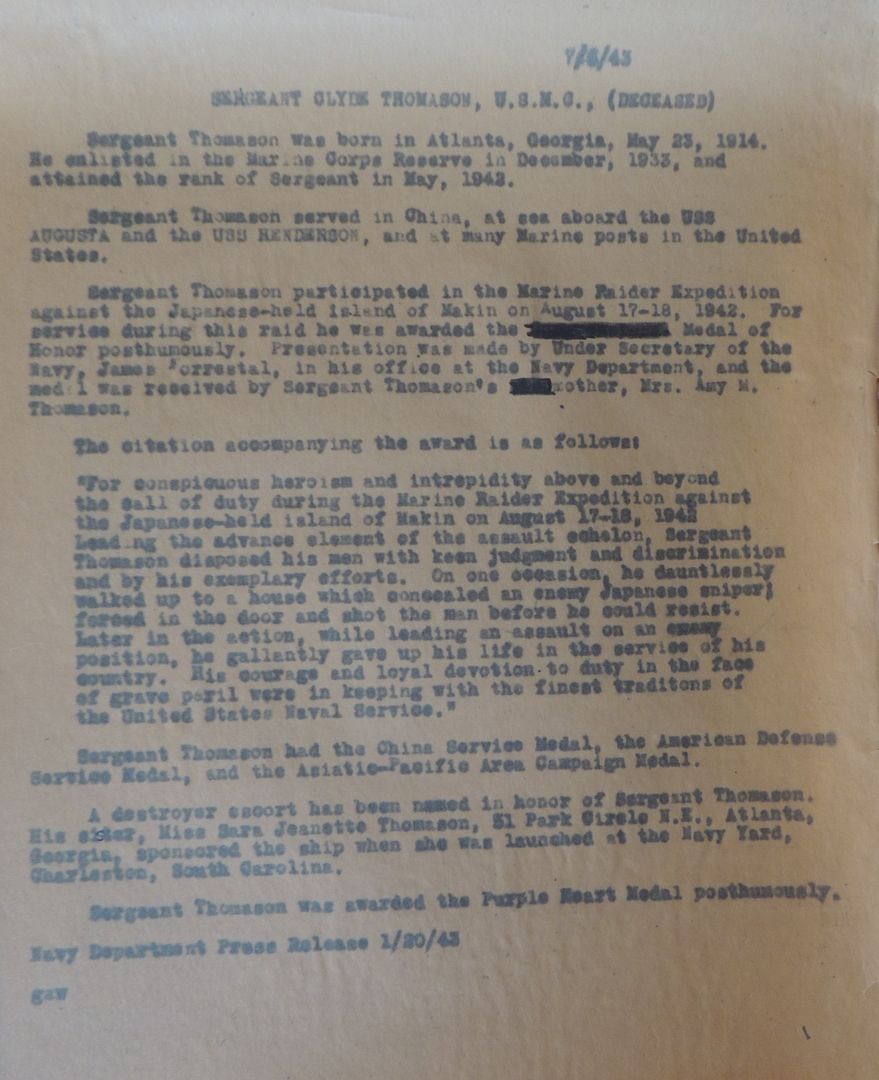 7/6/43
SERGEANT CLYDE THOMASON, U.S.M.C., (DECEASED)
Sergeant Thomason was born in Atlanta, Georgia, May 23, 1914.
He enlisted in the Marine Corps Reserve in December, 1933, and
attained the rank of Sergeant in May, 1942.
Sergeant Thomason served in China, at sea aboard the USS
AUGUSTA and the USS HENDERSON, and at many Marine posts in the United
States.
Sergeant Thomason participated in the Marine Raider Expedition
against the Japanese-held island of Makin on August 17-18, 1942. For
service during this raid he was awarded the Medal of
Honor posthumously. Presentation was made by Under Secretary of the
Navy, James Forrestal, in his office at the Navy Department, and the
medal was received by Sergeant Thomason's mother, Mrs. Amy M.
Thomason.
The citation accompanying the award is as follows:
"For conspicuous heroism and intrepidity above and beyond
the call of duty during the Marine Raider Expedition against
the Japanese-held island of Makin on August 17-18, 1942
Leading the advance element of the assault echelon, Sergeant
Thomason disposed his men with keen judgment and discrimination
and by his exemplary efforts. On one occasion, he dauntlessly
walked up to a house which concealed an enemy Japanese sniper;
forced in the door and shot the man before he could resist.
Later in the action, while leading an assault on an enemy
position, he gallantly gave up his life in the service of his
country. His courage and loyal devotion to duty in the face
of grave peril were in keeping with the finest traditons of
the United States Naval Service."
Sergeant Thomason had the China Service Medal, the American Defense
Service Medal, and the Asiatic-Pacific Area Campaign Medal.
A destroyer escort has been named in honor of Sergeant Thomason.
His sister, Miss Sara Jeanette Thomason, 51 Park Circle N.E., Atlanta,
Georgia, sponsored the ship when she was launched at the Navy Yard,
Charleston, South Carolina.
Sergeant Thomason was awarded the Purple Heart Medal posthumously.
Navy Department Press Release 1/20/43
gaw